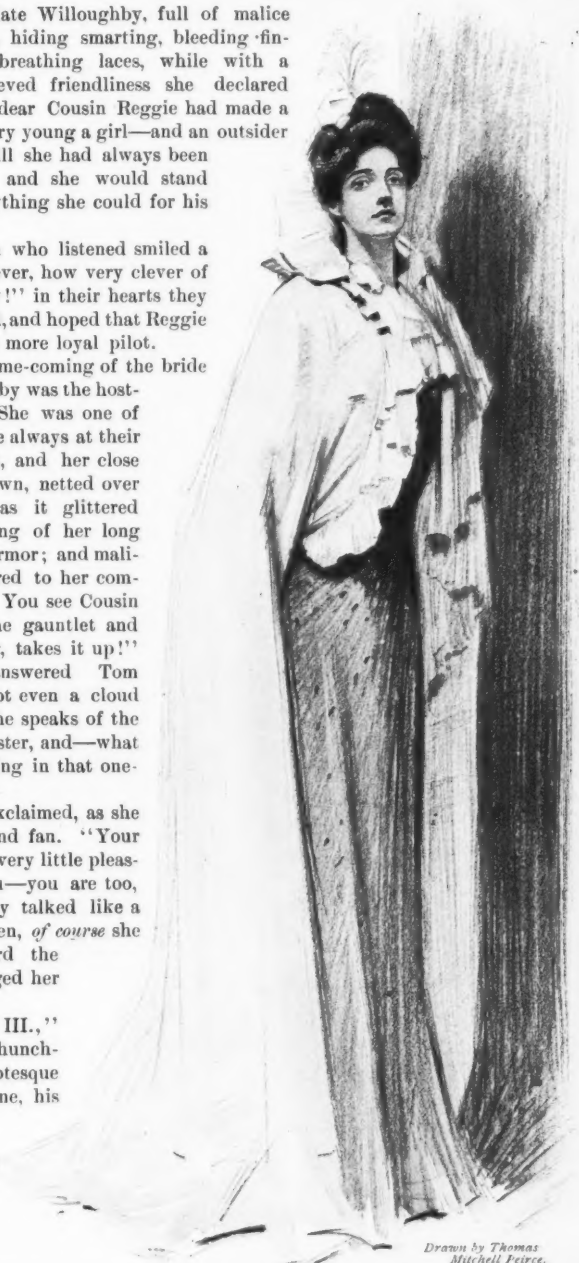 ate Willoughby, full of malice
hiding smarting, bleeding fin-
breathing laces, while with a
eved friendliness she declared
dear Cousin Reggie had made a
ry young a girl—and an outsider
ll she had always been
and she would stand
ything she could for his
who listened smiled a
ver, how very clever of
!" in their hearts they
, and hoped that Reggie
more loyal pilot.
me-coming of the bride
by was the host-
She was one of
e always at their
, and her close
wn, netted over
as it glittered
ng of her long
rmor; and mali-
red to her com-
You see Cousin
he gauntlet and
, takes it up!"
nswered Tom
ot even a cloud
he speaks of the
ster, and—what
ng in that one-
xclaimed, as she
nd fan. "Your
very little pleas-
n—you are too,
y talked like a
en, of course she
rd the
ged her
III.,"
hunch-
otesque
ne, his
Drawn by Thomas
Mitchell Peirce.